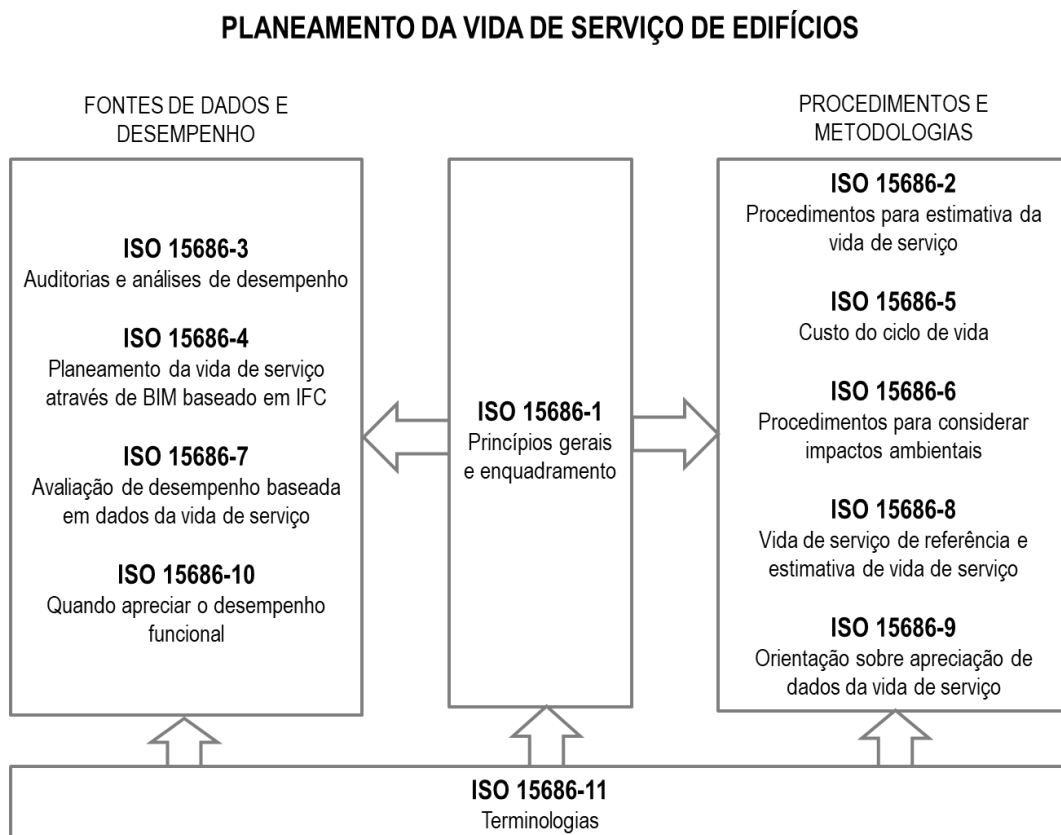 PLANEAMENTO DA VIDA DE SERVIÇO DE EDIFÍCIOS
FONTES DE DADOS E
DESEMPENHO
ISO 15686-3
Auditorias e análises de desempenho
ISO 15686-4
Planeamento da vida de serviço
através de BIM baseado em IFC
ISO 15686-7
Avaliação de desempenho baseada
em dados da vida de serviço
ISO 15686-10
Quando apreciar o desempenho
funcional
ISO 15686-1
Princípios gerais
e enquadramento
PROCEDIMENTOS E
METODOLOGIAS
ISO 15686-2
Procedimentos para estimativa da
vida de serviço
ISO 15686-5
Custo do ciclo de vida
ISO 15686-6
Procedimentos para considerar
impactos ambientais
ISO 15686-8
Vida de serviço de referência e
estimativa de vida de serviço
ISO 15686-9
Orientação sobre apreciação de
dados da vida de serviço
ISO 15686-11
Terminologias